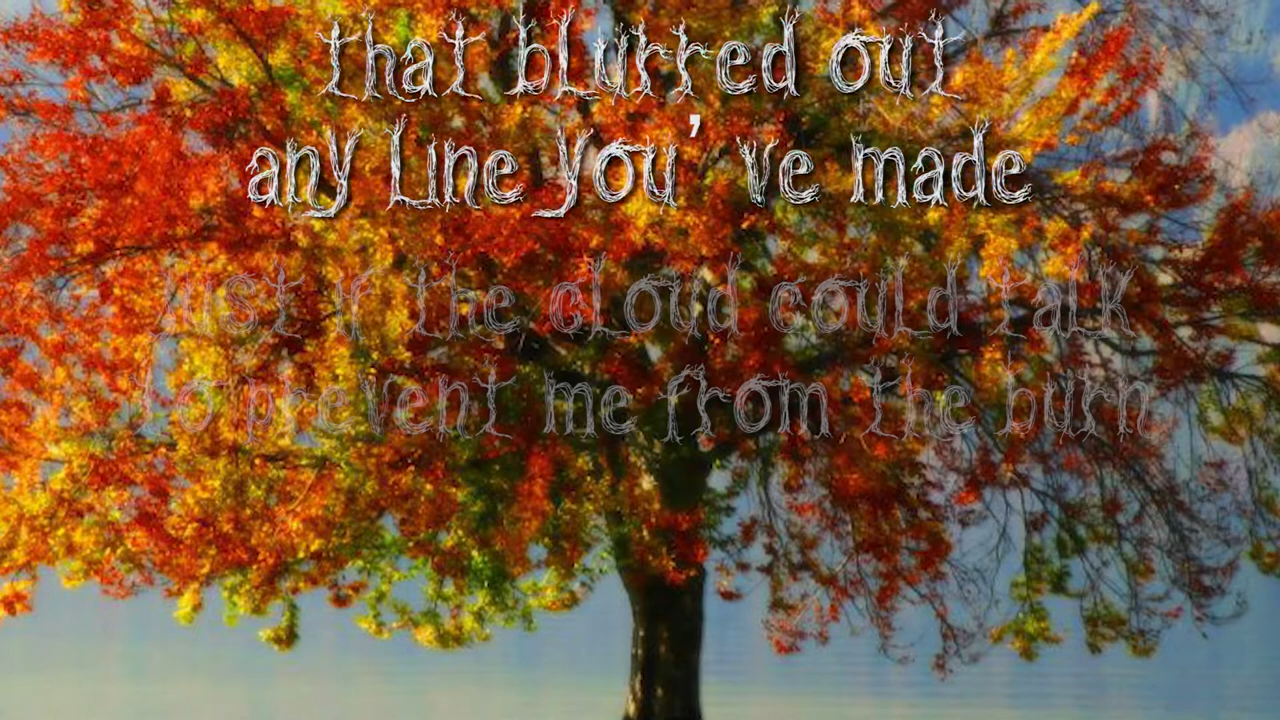 that blurred out
any line you've made
Just if the cloud could talk
to prevent me from the burn